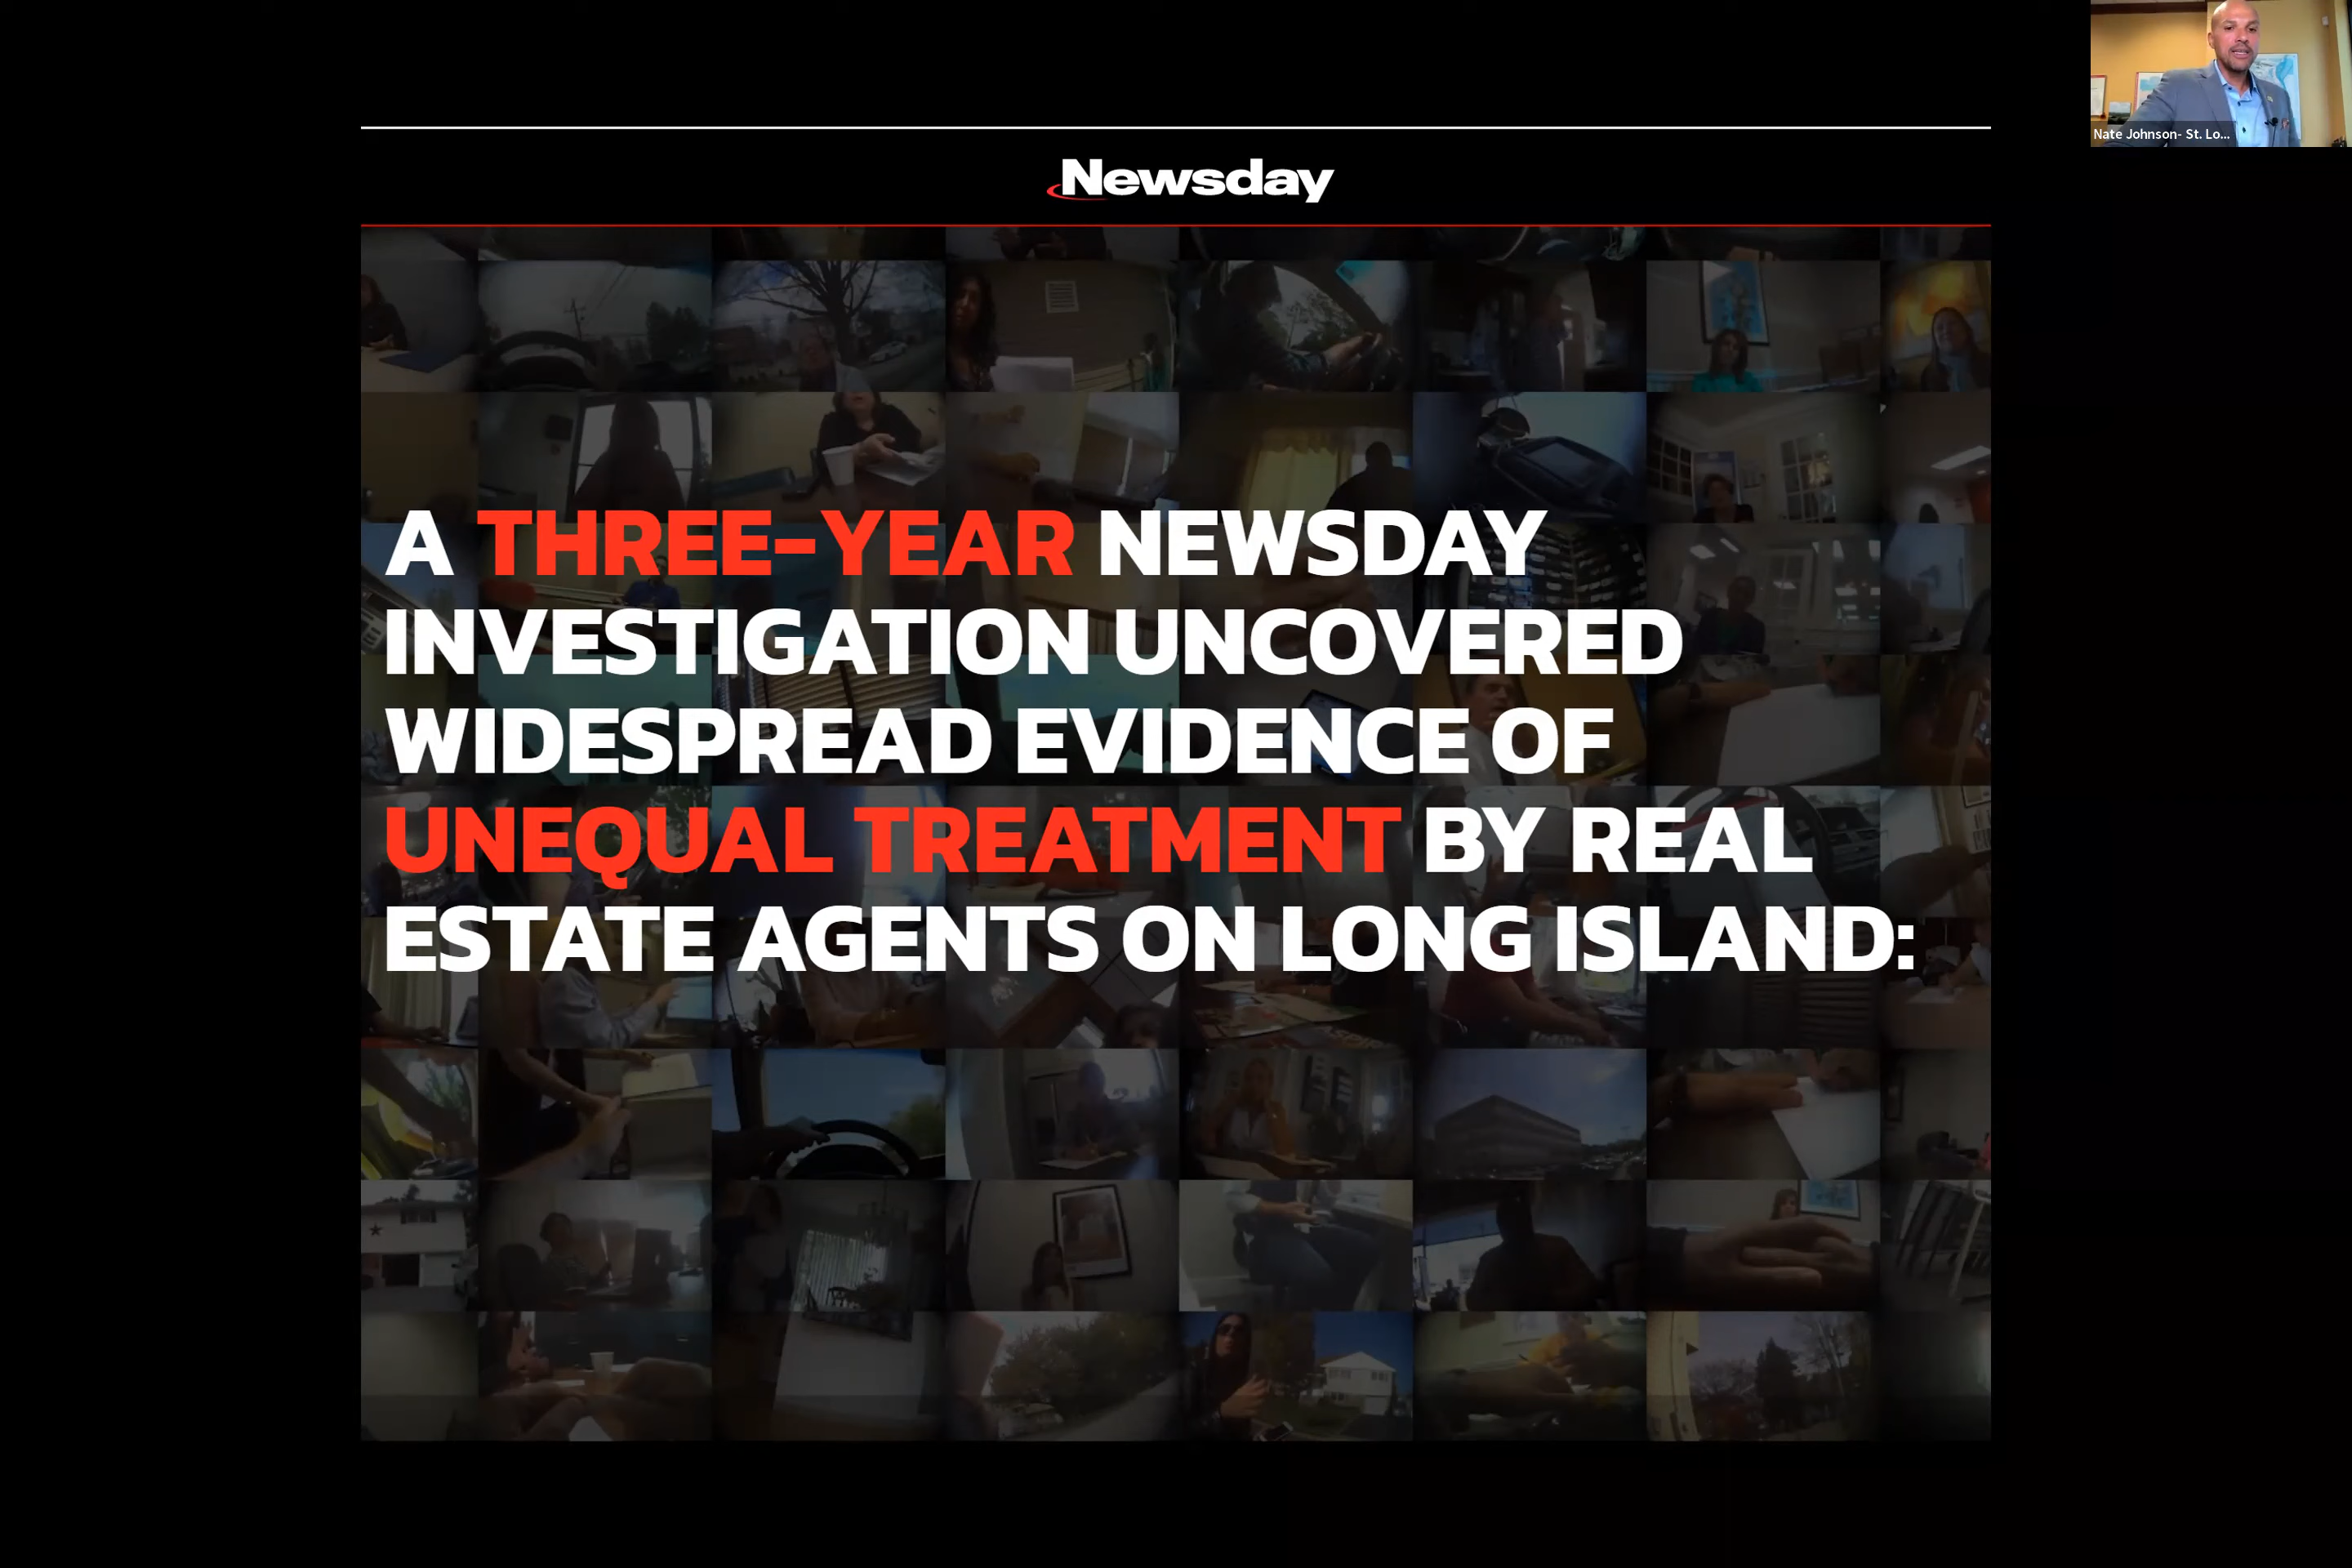 Nate Johnson- St. Lo...
Newsday
A THREE-YEAR NEWSDAY
INVESTIGATION UNCOVERED
WIDESPREAD EVIDENCE OF
UNEQUAL TREATMENT BY REAL
ESTATE AGENTS ON LONG ISLAND: